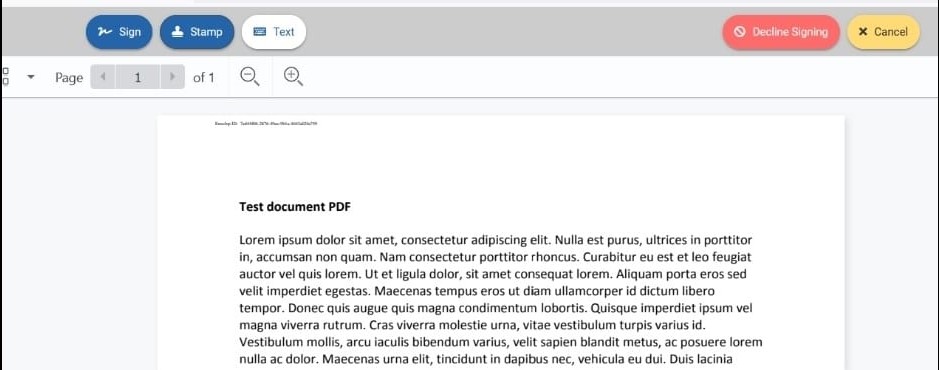 Sign
Stamp
Text
Decline Signing
Cancel
Page 1 of 1
Test document PDF
Lorem ipsum dolor sit amet, consectetur adipiscing elit. Nulla est purus, ultrices in porttitor
in, accumsan non quam. Nam consectetur porttitor rhoncus. Curabitur eu est et leo feugiat
auctor vel quis lorem. Ut et ligula dolor, sit amet consequat lorem. Aliquam porta eros sed
velit imperdiet egestas. Maecenas tempus eros ut diam ullamcorper id dictum libero
tempor. Donec quis augue quis magna condimentum lobortis. Quisque imperdiet ipsum vel
magna viverra rutrum. Cras viverra molestie urna, vitae vestibulum turpis varius id.
Vestibulum mollis, arcu iaculis bibendum varius, velit sapien blandit metus, ac posuere lorem
nulla ac dolor. Maecenas urna elit, tincidunt in dapibus nec, vehicula eu dui. Duis lacinia